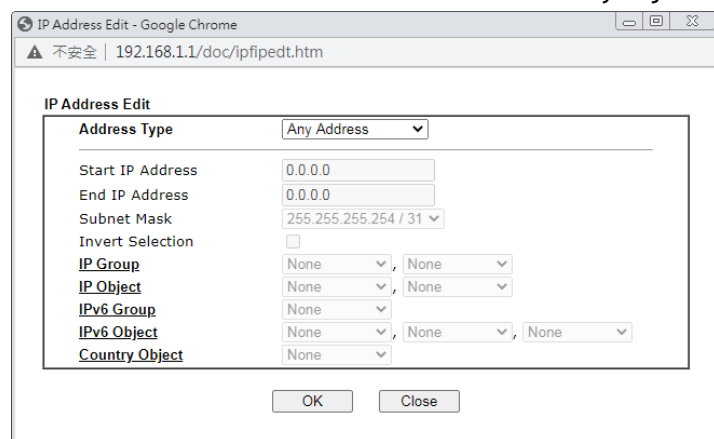 IP Address Edit - Google Chrome
不安全 | 192.168.1.1/doc/ipfipedt.htm
IP Address Edit
Address Type Any Address
Start IP Address 0.0.0.0
End IP Address 0.0.0.0
Subnet Mask 255.255.255.254 / 31
Invert Selection
IP Group None , None
IP Object None , None
IPv6 Group None
IPv6 Object None , None , None
Country Object None
OK Close